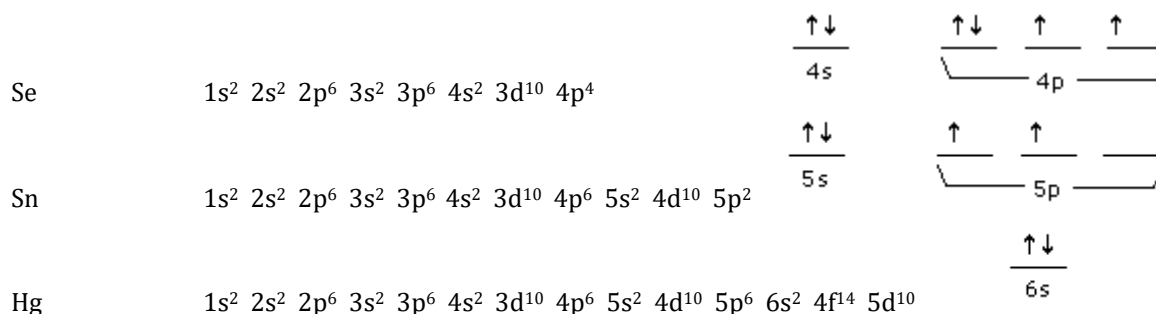 ↑↓ ↑↓ ↑ ↑
4s 4p
Se 1s² 2s² 2p⁶ 3s² 3p⁶ 4s² 3d¹⁰ 4p⁴
↑↓ ↑ ↑
5s 5p
Sn 1s² 2s² 2p⁶ 3s² 3p⁶ 4s² 3d¹⁰ 4p⁶ 5s² 4d¹⁰ 5p²
↑↓
6s
Hg 1s² 2s² 2p⁶ 3s² 3p⁶ 4s² 3d¹⁰ 4p⁶ 5s² 4d¹⁰ 5p⁶ 6s² 4f¹⁴ 5d¹⁰